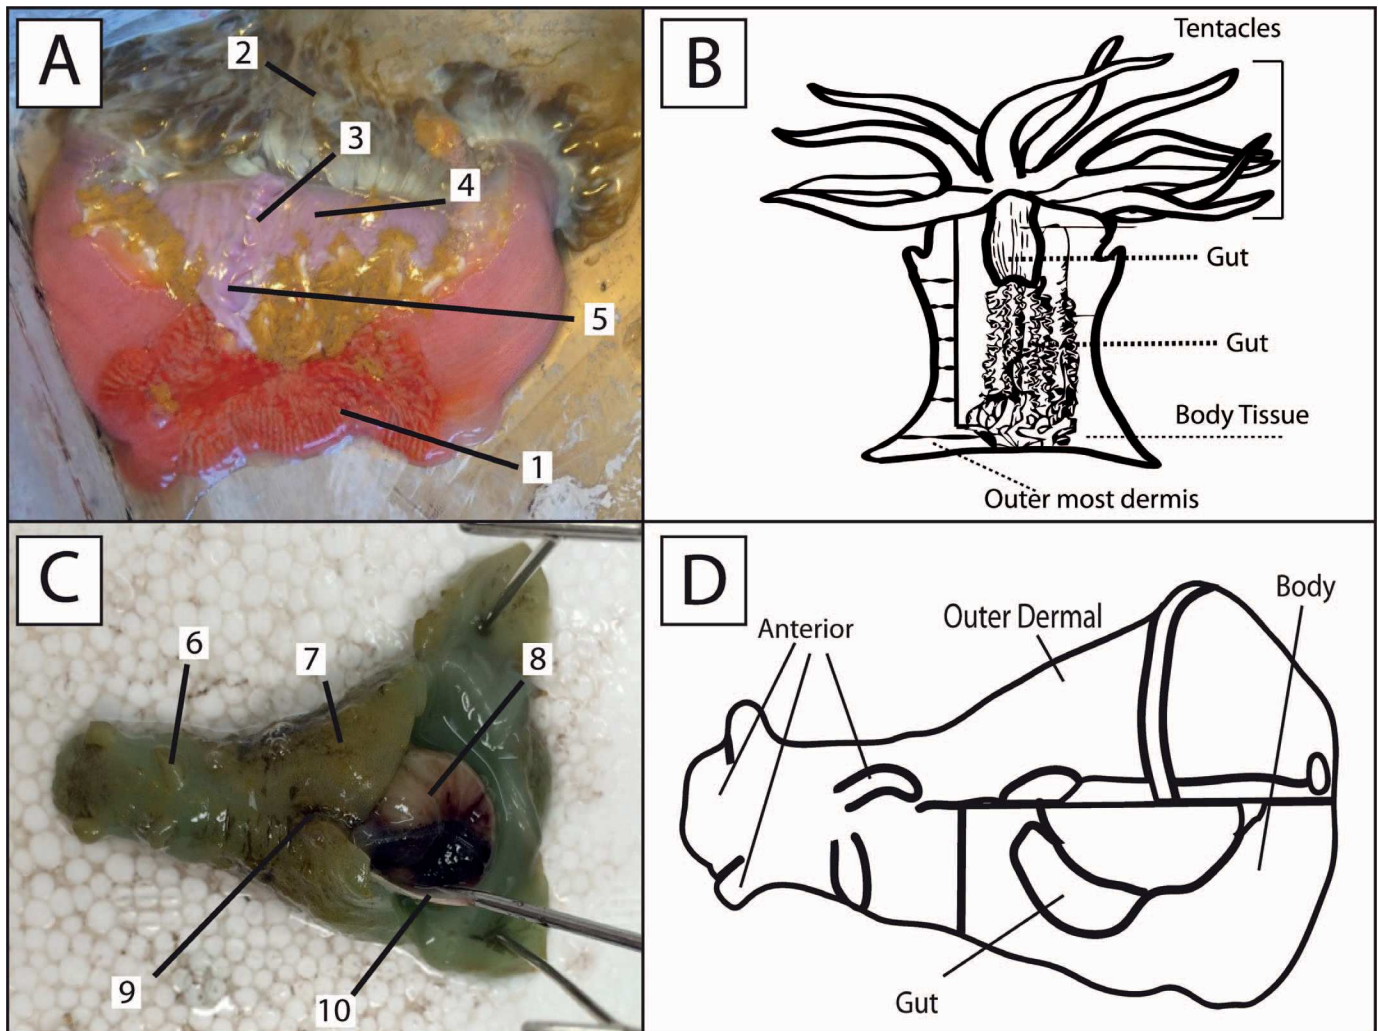 A
2
3
4
5
1
B
Tentacles
Gut
Gut
Body Tissue
Outer most dermis
C
6
7
8
9
10
D
Anterior
Outer Dermal
Body
Gut